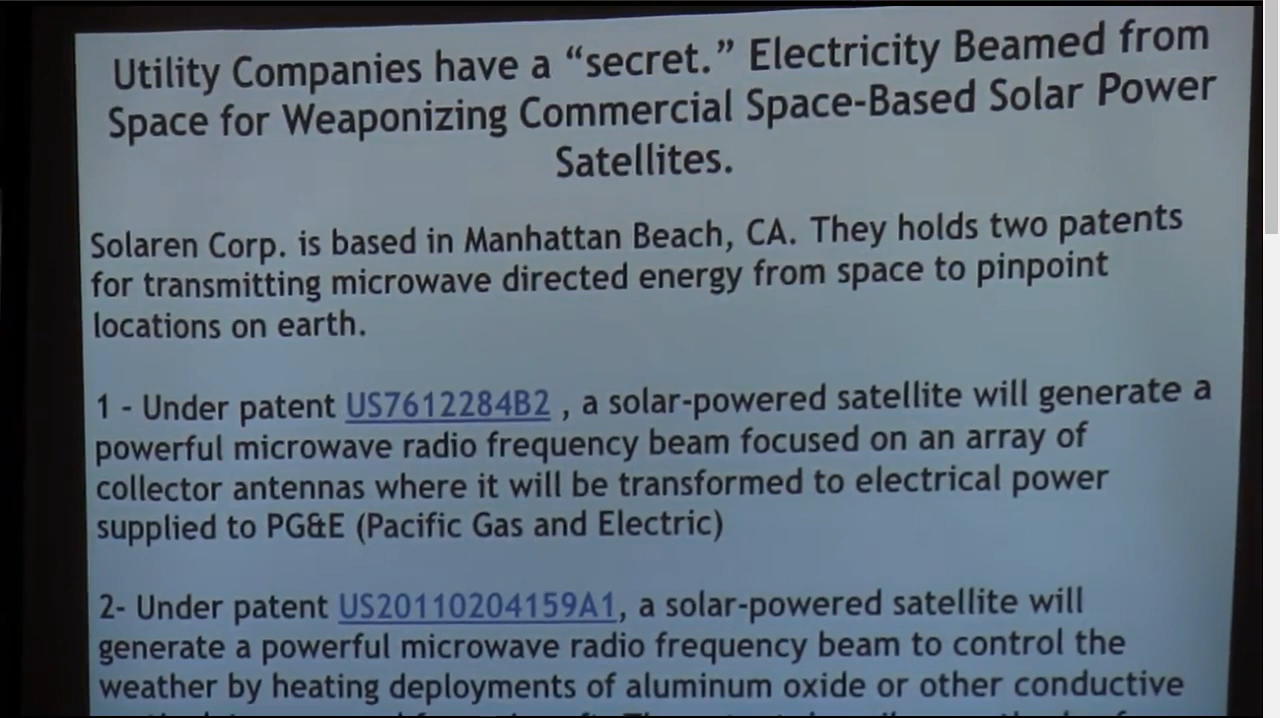 Utility Companies have a “secret.” Electricity Beamed from
Space for Weaponizing Commercial Space-Based Solar Power
Satellites.
Solaren Corp. is based in Manhattan Beach, CA. They holds two patents
for transmitting microwave directed energy from space to pinpoint
locations on earth.
1 - Under patent US7612284B2 , a solar-powered satellite will generate a
powerful microwave radio frequency beam focused on an array of
collector antennas where it will be transformed to electrical power
supplied to PG&E (Pacific Gas and Electric)
2- Under patent US20110204159A1, a solar-powered satellite will
generate a powerful microwave radio frequency beam to control the
weather by heating deployments of aluminum oxide or other conductive